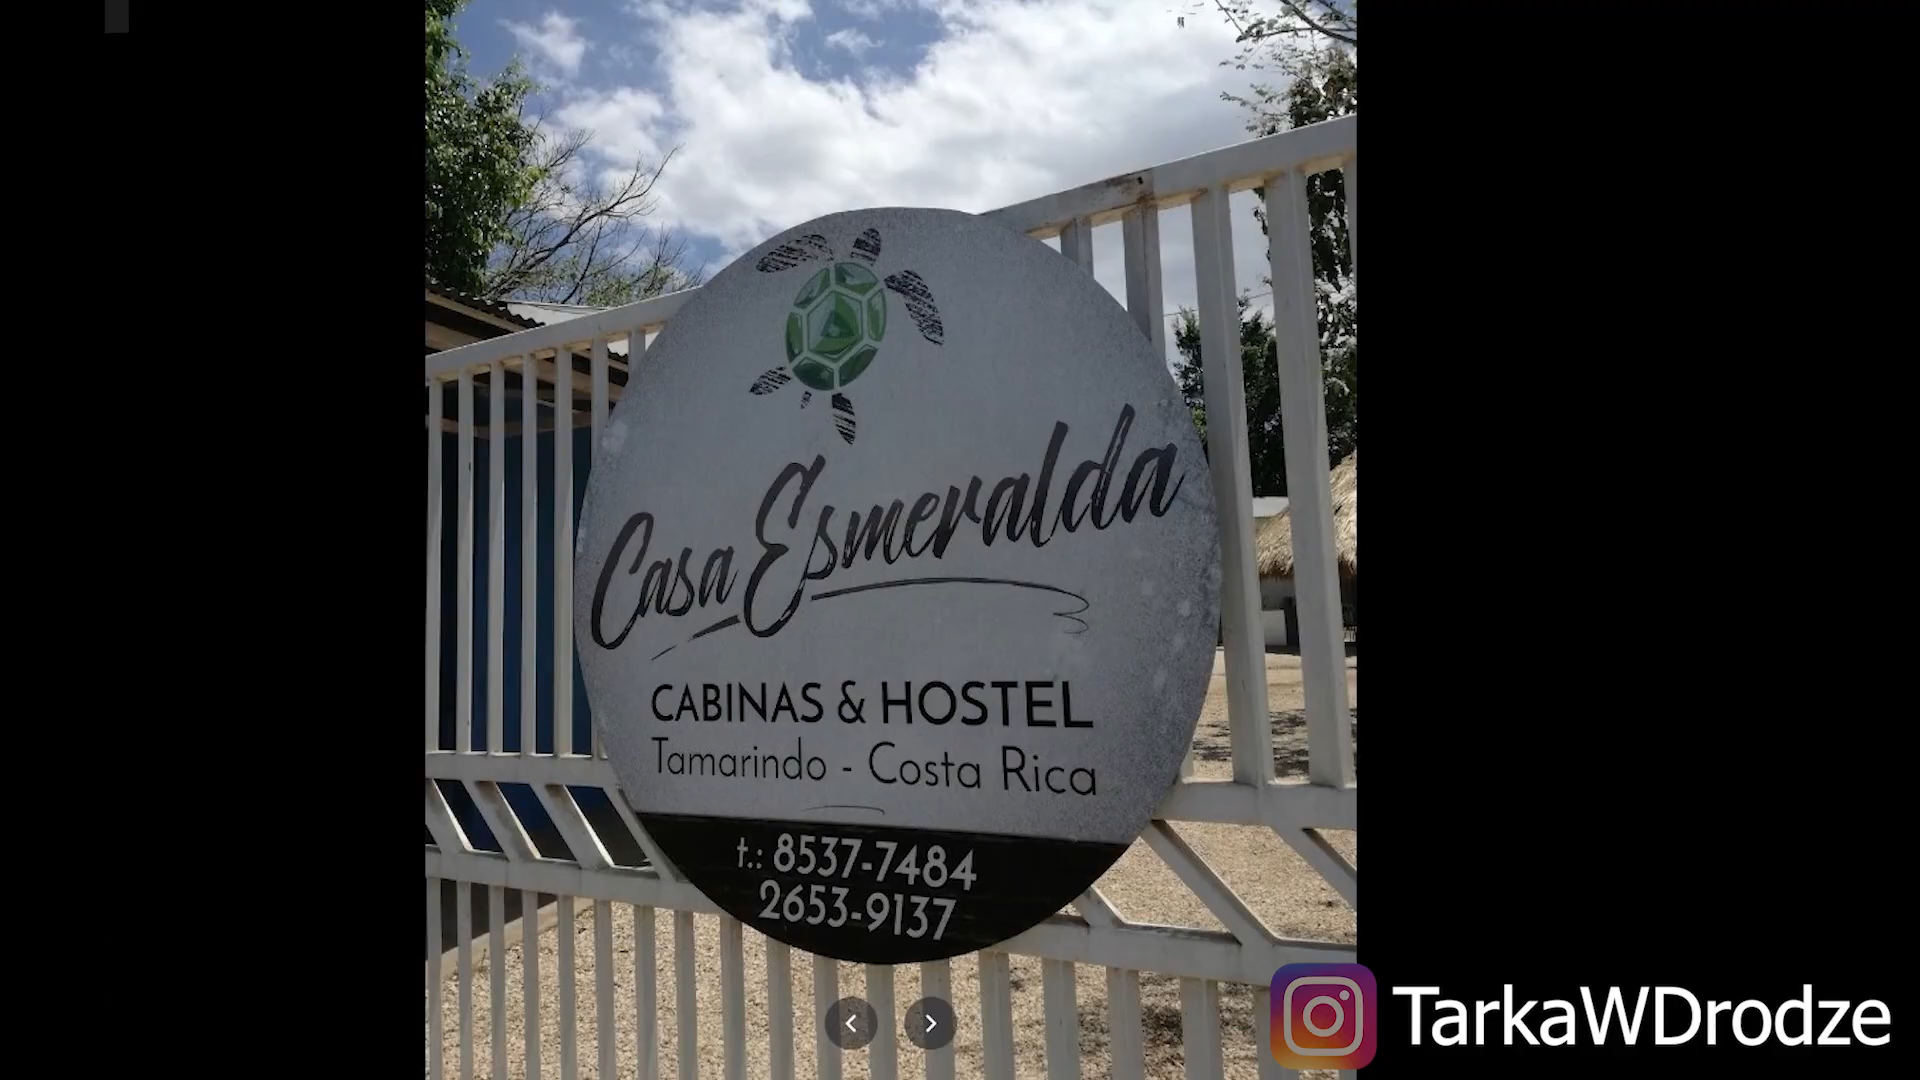 Casa Esmeralda
CABINAS & HOSTEL
Tamarindo - Costa Rica
t.: 8537-7484
2653-9137
TarkaWDrodze